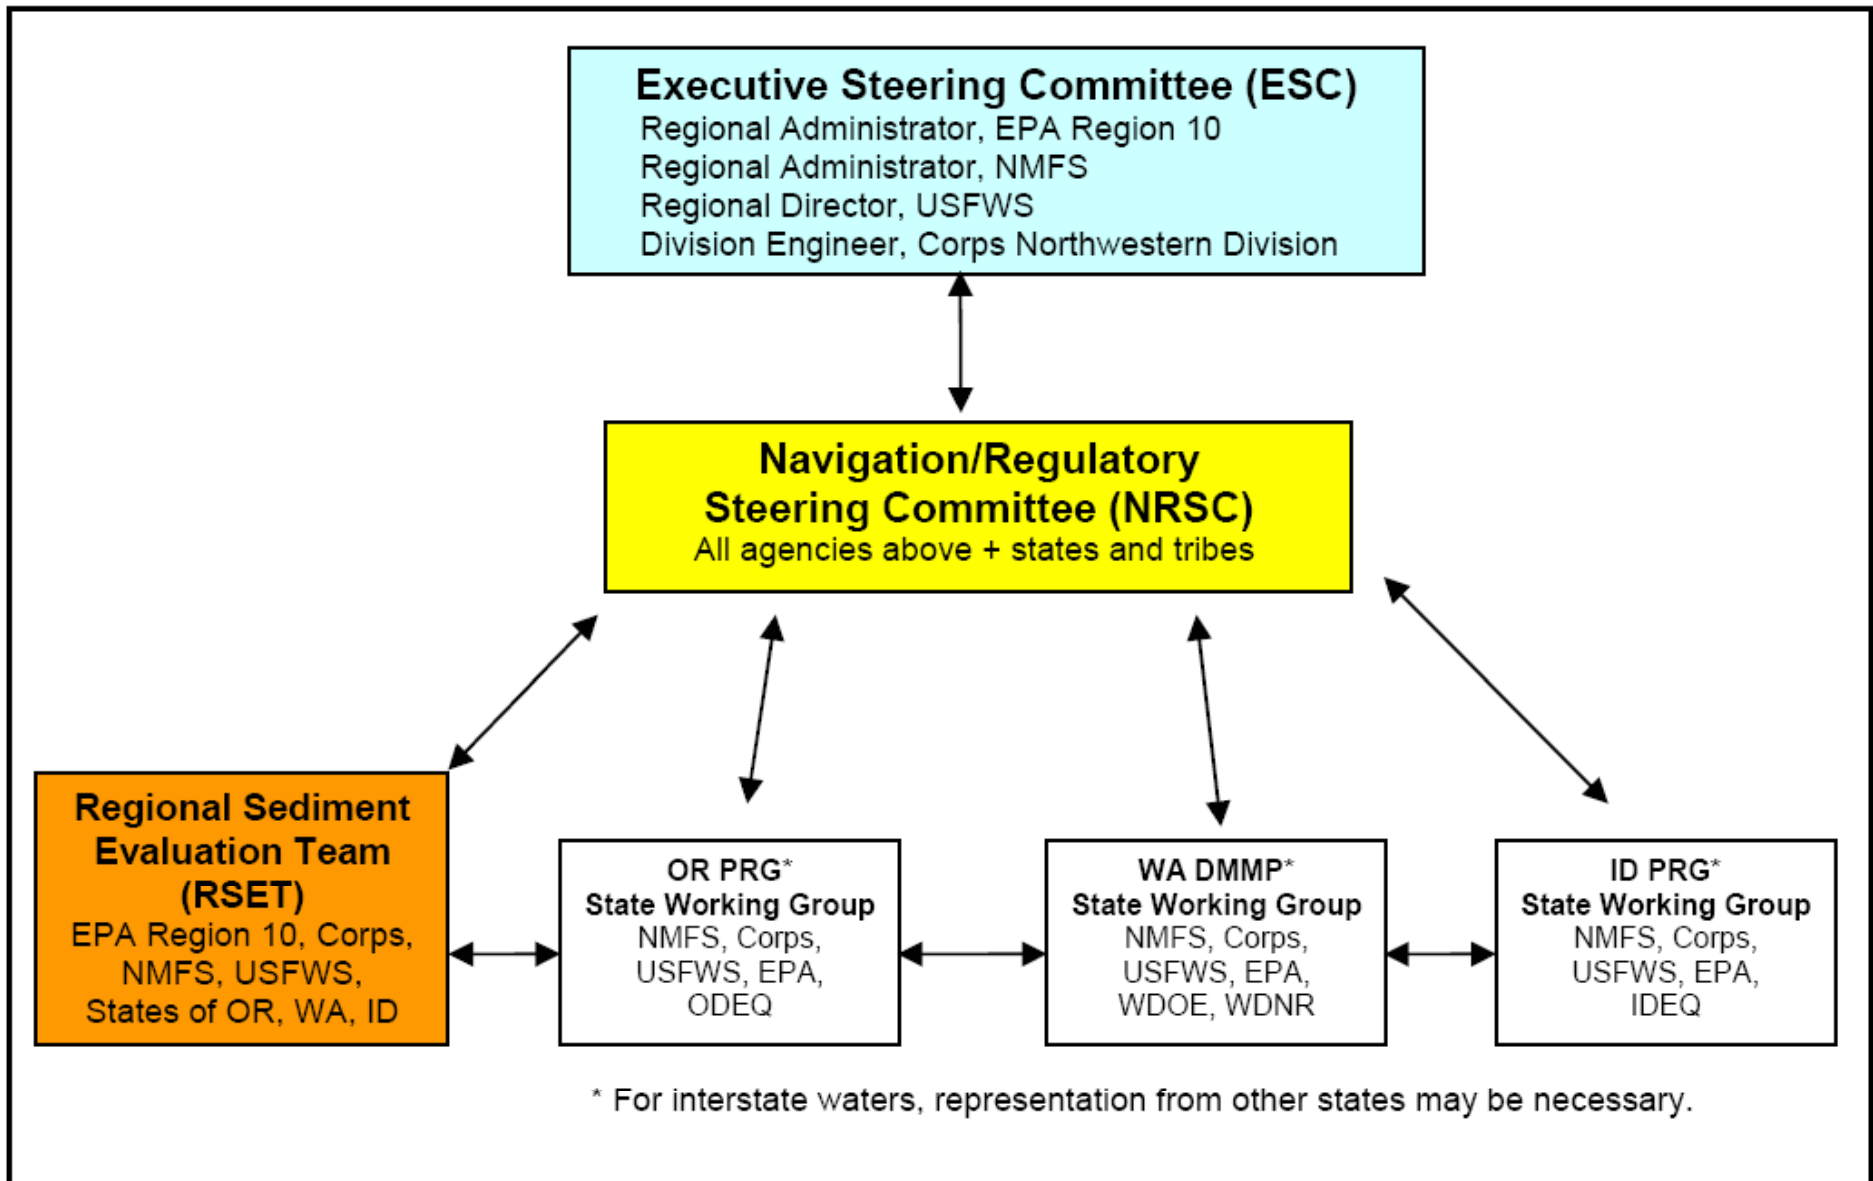 Executive Steering Committee (ESC)
Regional Administrator, EPA Region 10
Regional Administrator, NMFS
Regional Director, USFWS
Division Engineer, Corps Northwestern Division
Navigation/Regulatory
Steering Committee (NRSC)
All agencies above + states and tribes
Regional Sediment
Evaluation Team
(RSET)
EPA Region 10, Corps,
NMFS, USFWS,
States of OR, WA, ID
OR PRG*
State Working Group
NMFS, Corps,
USFWS, EPA,
ODEQ
WA DMMP*
State Working Group
NMFS, Corps,
USFWS, EPA,
WDOE, WDNR
ID PRG*
State Working Group
NMFS, Corps,
USFWS, EPA,
IDEQ
* For interstate waters, representation from other states may be necessary.